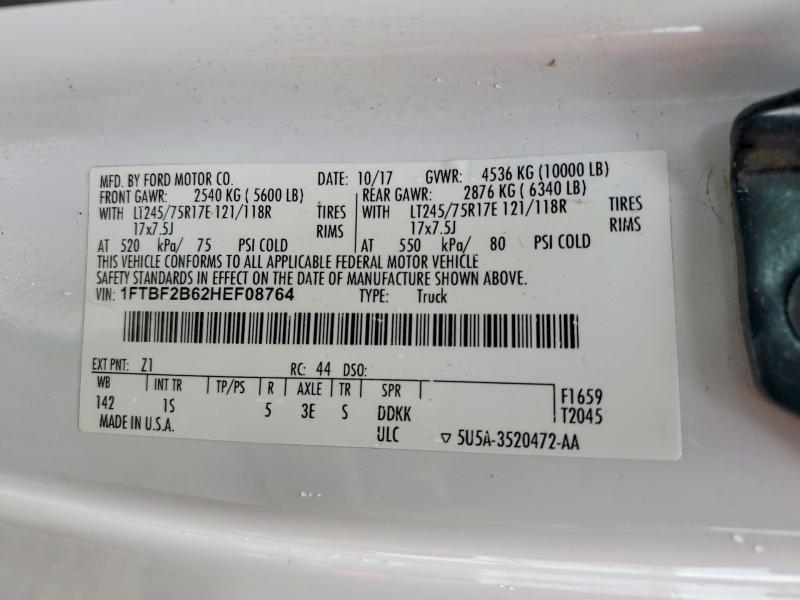 MFD. BY FORD MOTOR CO. DATE: 10/17 GVWR: 4536 KG (10000 LB)
FRONT GAWR: 2540 KG ( 5600 LB) REAR GAWR: 2876 KG ( 6340 LB)
WITH LT245/75R17E 121/118R TIRES WITH LT245/75R17E 121/118R TIRES
17x7.5J RIMS 17x7.5J RIMS
AT 520 kPa/ 75 PSI COLD AT 550 kPa/ 80 PSI COLD
THIS VEHICLE CONFORMS TO ALL APPLICABLE FEDERAL MOTOR VEHICLE
SAFETY STANDARDS IN EFFECT ON THE DATE OF MANUFACTURE SHOWN ABOVE.
VIN: 1FTBF2B62HEF08764 TYPE: Truck
EXT PNT: Z1 RC: 44 DSO:
WB INT TR TP/PS R AXLE TR SPR F1659
142 1S 5 3E S DDKK T2045
MADE IN U.S.A. ULC ▽ 5U5A-3520472-AA